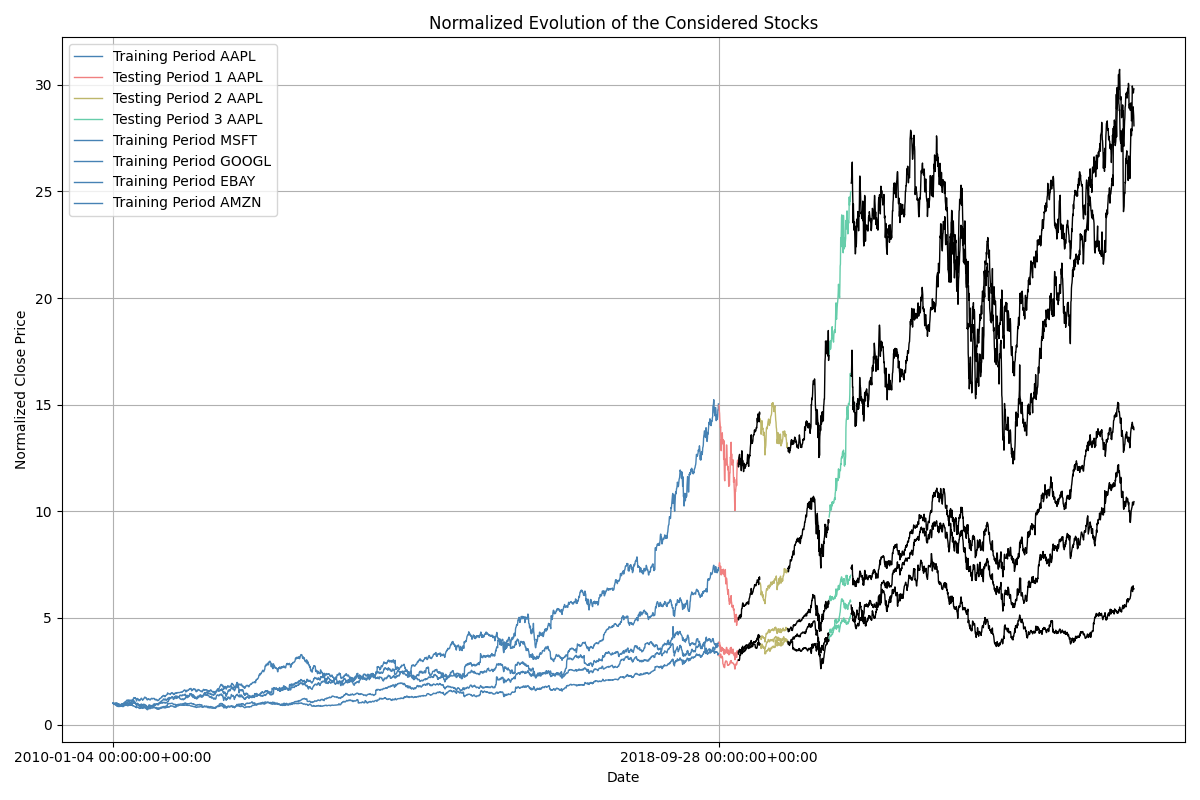 Normalized Evolution of the Considered Stocks
Training Period AAPL
Testing Period 1 AAPL
Testing Period 2 AAPL
Testing Period 3 AAPL
Training Period MSFT
Training Period GOOGL
Training Period EBAY
Training Period AMZN
30
25
20
15
10
5
0
Normalized Close Price
2010-01-04 00:00:00+00:00
2018-09-28 00:00:00+00:00
Date